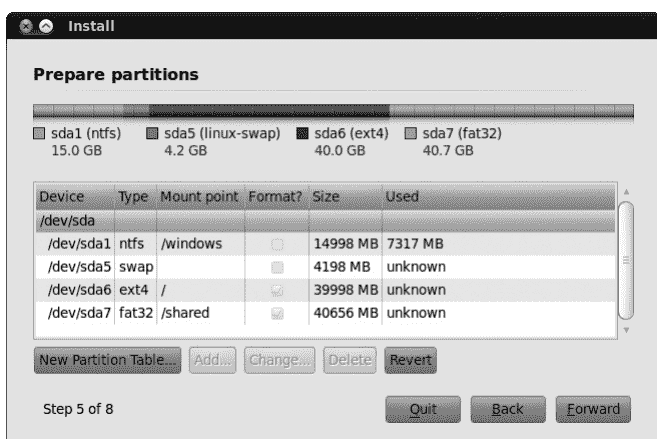 Install
Prepare partitions
sda1 (ntfs) sda5 (linux-swap) sda6 (ext4) sda7 (fat32)
15.0 GB 4.2 GB 40.0 GB 40.7 GB
Device Type Mount point Format? Size Used
/dev/sda
/dev/sda1 ntfs /windows 14998 MB 7317 MB
/dev/sda5 swap 4198 MB unknown
/dev/sda6 ext4 / 39998 MB unknown
/dev/sda7 fat32 /shared 40656 MB unknown
New Partition Table... Add... Change... Delete Revert
Step 5 of 8 Quit Back Forward